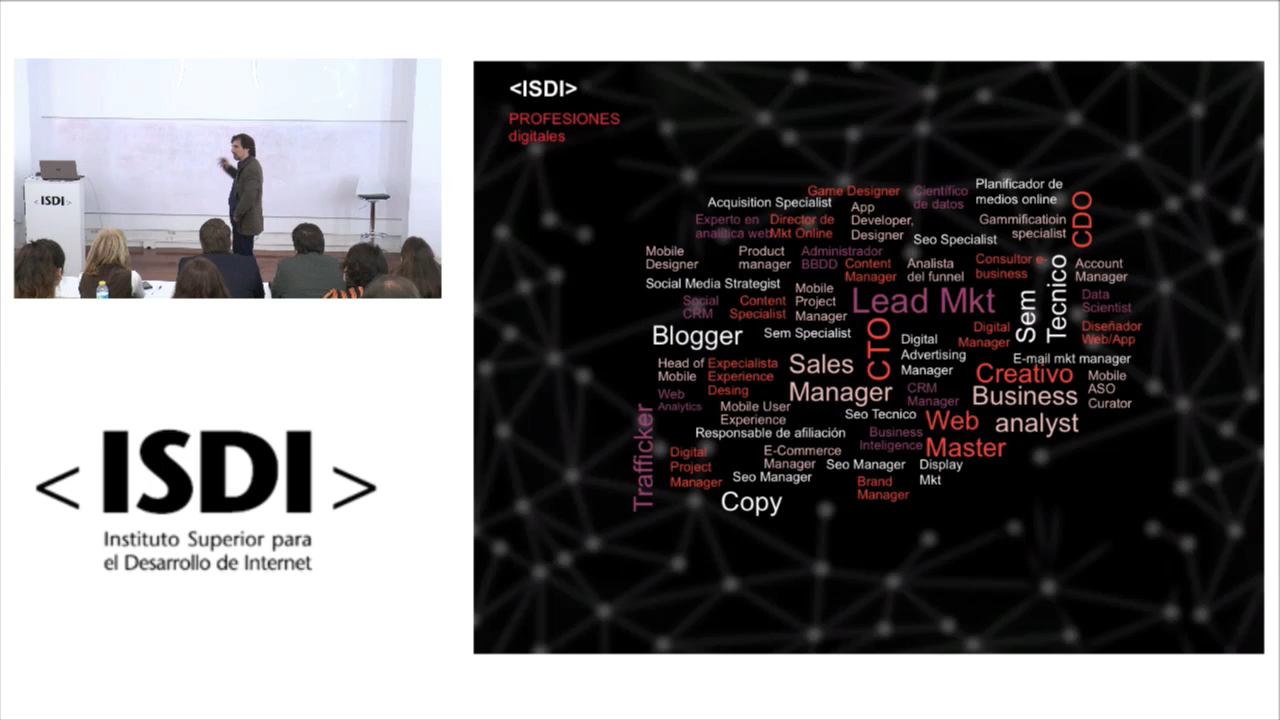 <ISDI>
<ISDI>
Instituto Superior para
el Desarrollo de Internet
<ISDI>
PROFESIONES
digitales
Game Designer
Científico
de datos
Planificador de
medios online
Acquisition Specialist
App
Developer,
Designer
CDO
Experto en
analítica web
Director de
Mkt Online
Gammificatioin
specialist
Seo Specialist
Mobile
Designer
Product
manager
Administrador
BBDD
Content
Manager
Analista
del funnel
Consultor e-
business
Sem
Tecnico
Account
Manager
Social Media Strategist
Mobile
Project
Manager
Lead Mkt
Data
Scientist
Social
CRM
Content
Specialist
Blogger
Sem Specialist
CTO
Digital
Advertising
Manager
Digital
Manager
Diseñador
Web/App
Head of
Mobile
Expecialista
Experience
Desing
Sales
Manager
E-mail mkt manager
Creativo
Mobile
ASO
Curator
Web
Analytics
CRM
Manager
Business
analyst
Trafficker
Mobile User
Experience
Seo Tecnico
Web
Master
Responsable de afiliación
Business
Inteligence
Digital
Project
Manager
E-Commerce
Manager
Seo Manager
Seo Manager
Display
Mkt
Brand
Manager
Copy